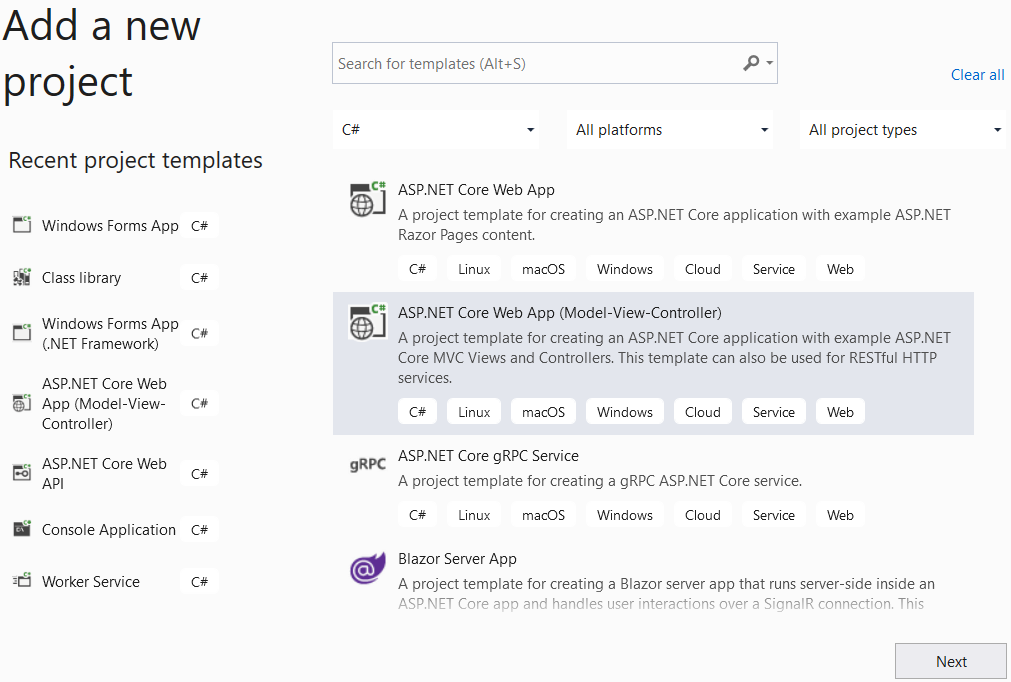 Add a new
project
Search for templates (Alt+S)
Clear all
C#
All platforms
All project types
Recent project templates
Windows Forms App
C#
Class library
C#
Windows Forms App
(.NET Framework)
C#
ASP.NET Core Web
App (Model-View-
Controller)
C#
ASP.NET Core Web
API
C#
Console Application
C#
Worker Service
C#
C#
ASP.NET Core Web App
A project template for creating an ASP.NET Core application with example ASP.NET
Razor Pages content.
C# Linux macOS Windows Cloud Service Web
C#
ASP.NET Core Web App (Model-View-Controller)
A project template for creating an ASP.NET Core application with example ASP.NET
Core MVC Views and Controllers. This template can also be used for RESTful HTTP
services.
C# Linux macOS Windows Cloud Service Web
gRPC
ASP.NET Core gRPC Service
A project template for creating a gRPC ASP.NET Core service.
C# Linux macOS Windows Cloud Service Web
@
Blazor Server App
A project template for creating a Blazor server app that runs server-side inside an
ASP.NET Core app and handles user interactions over a SignalR connection. This
Next